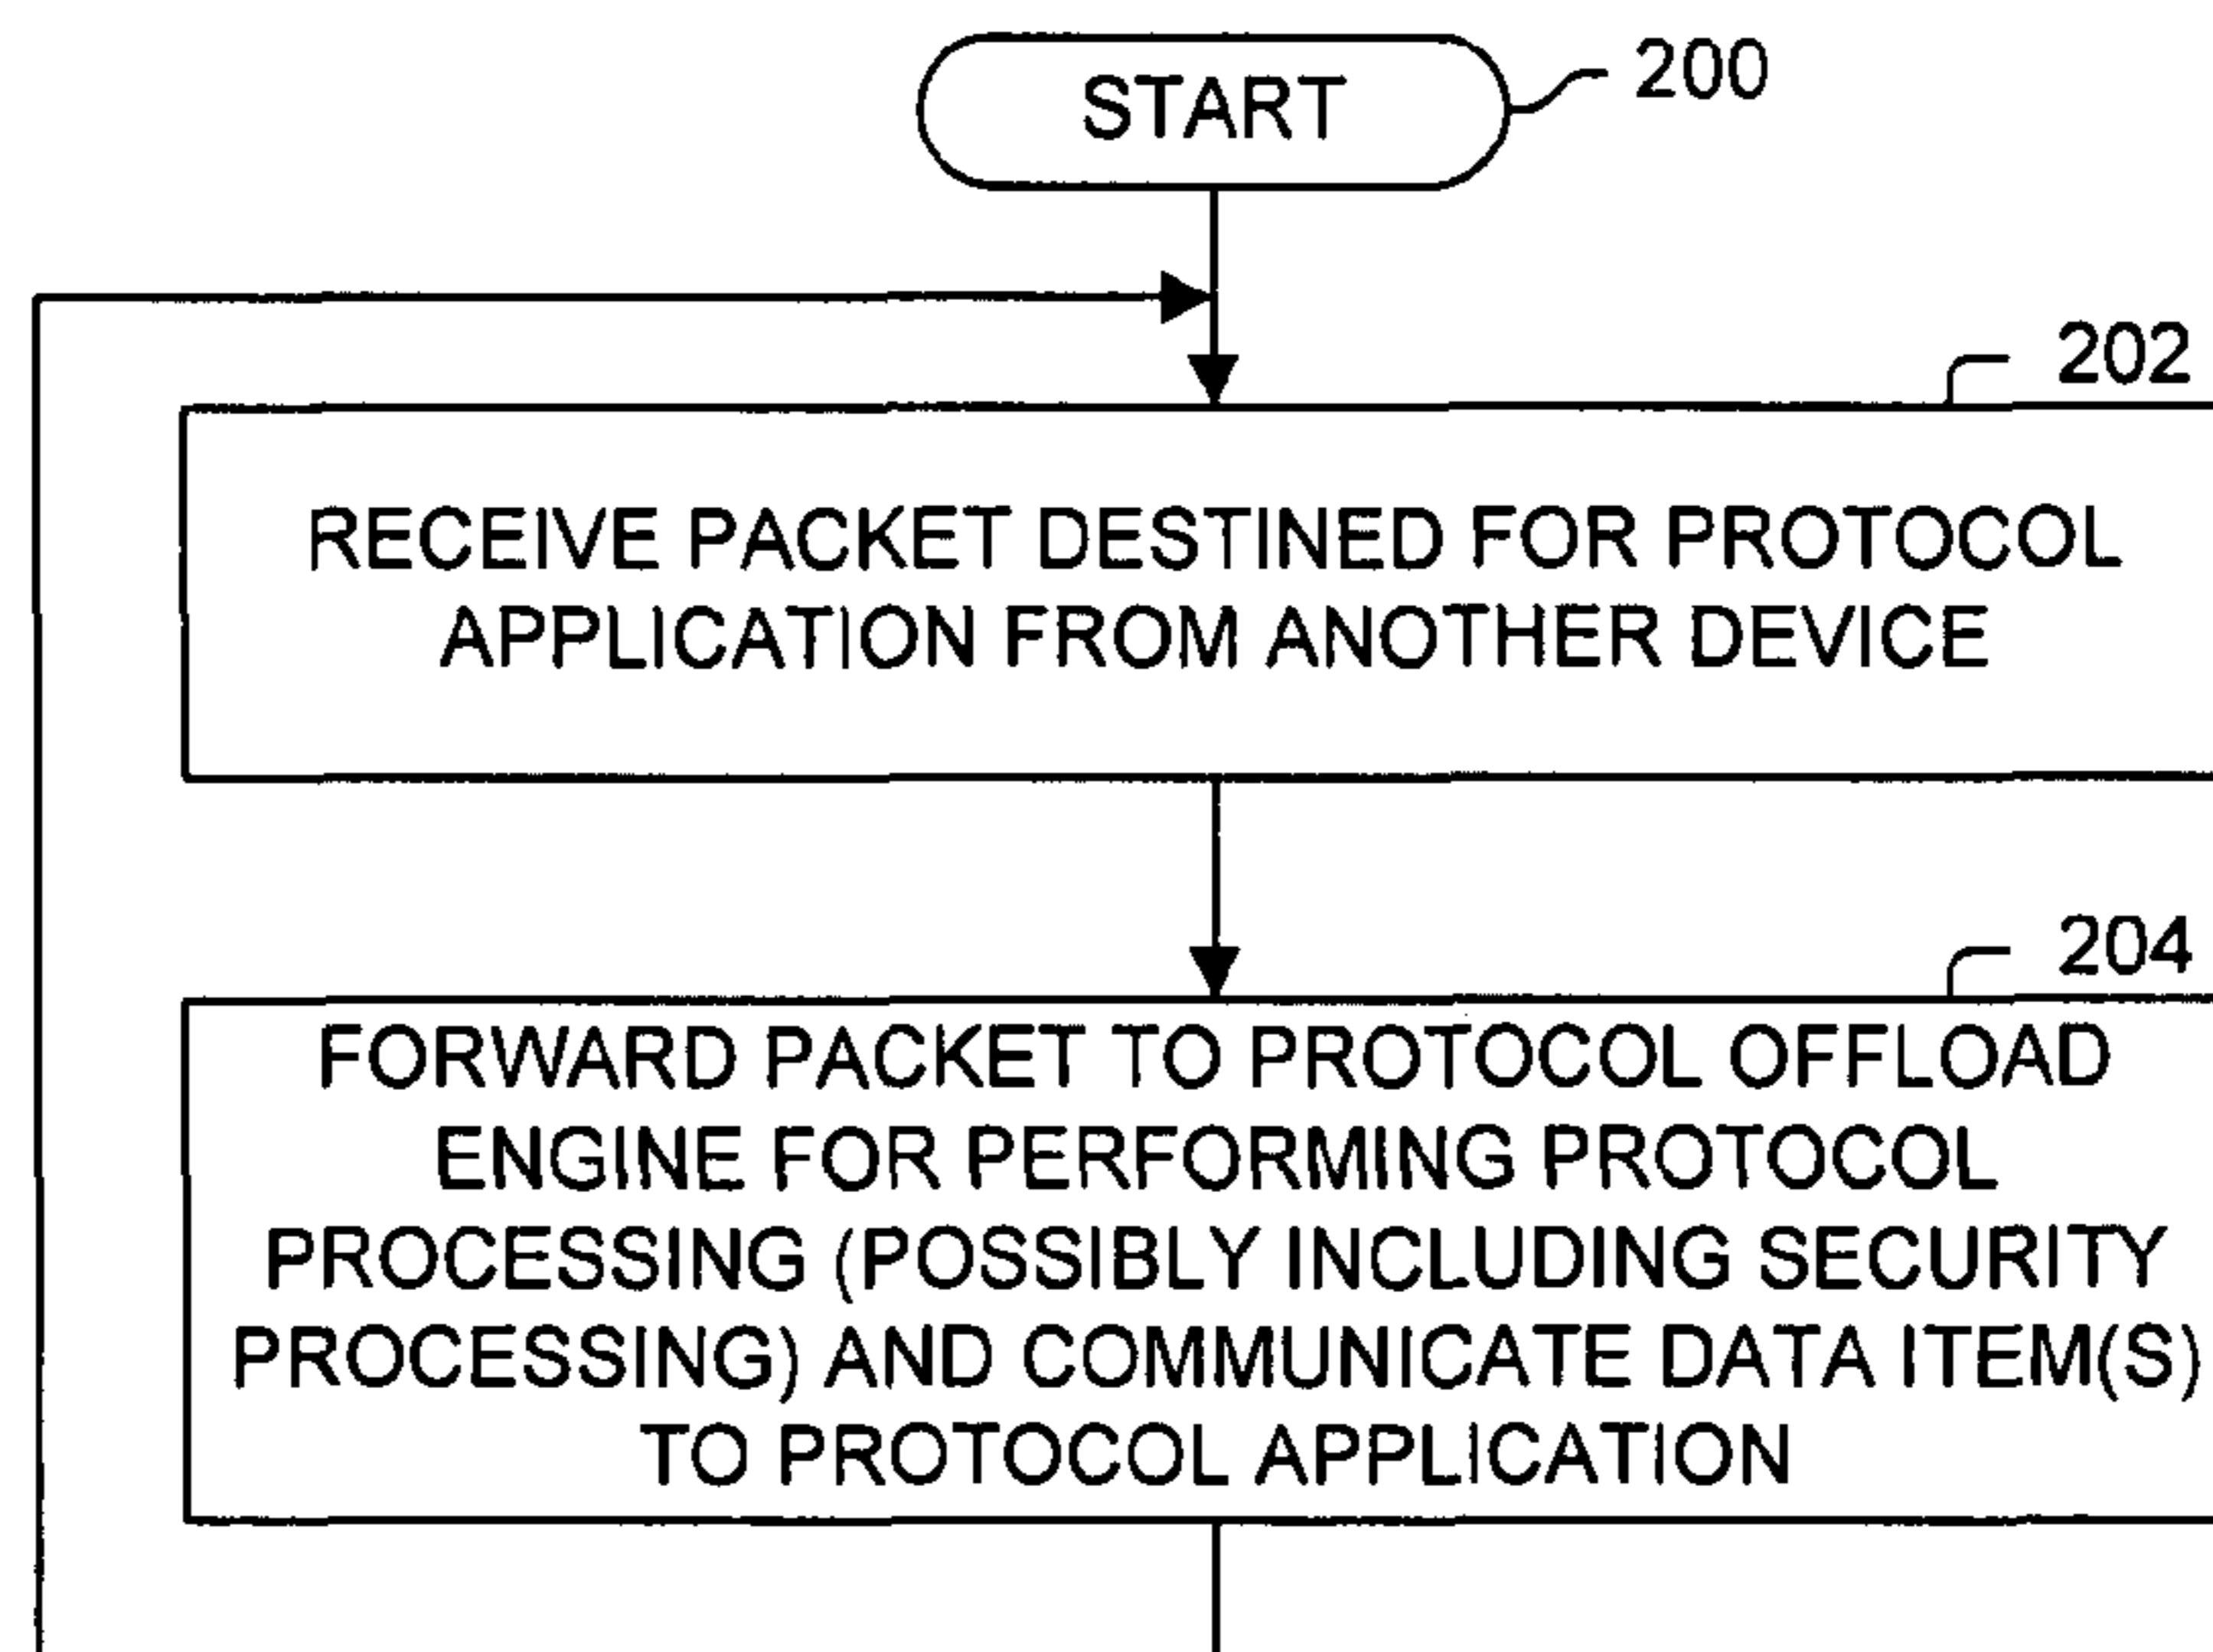 START
200
202
RECEIVE PACKET DESTINED FOR PROTOCOL
APPLICATION FROM ANOTHER DEVICE
204
FORWARD PACKET TO PROTOCOL OFFLOAD
ENGINE FOR PERFORMING PROTOCOL
PROCESSING (POSSIBLY INCLUDING SECURITY
PROCESSING) AND COMMUNICATE DATA ITEM(S)
TO PROTOCOL APPLICATION